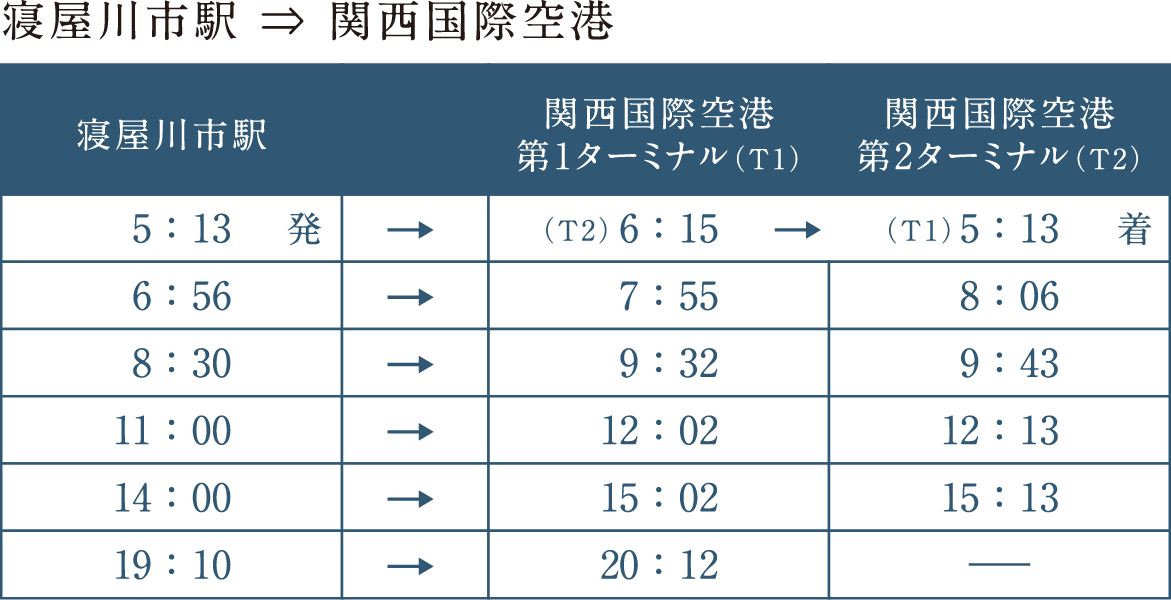 寝屋川市駅 ⇒ 関西国際空港
寝屋川市駅
関西国際空港
第1ターミナル(T1)
関西国際空港
第2ターミナル(T2)
5:13 発 → (T2)6:15 → (T1)5:13 着
6:56 → 7:55 8:06
8:30 → 9:32 9:43
11:00 → 12:02 12:13
14:00 → 15:02 15:13
19:10 → 20:12 ―